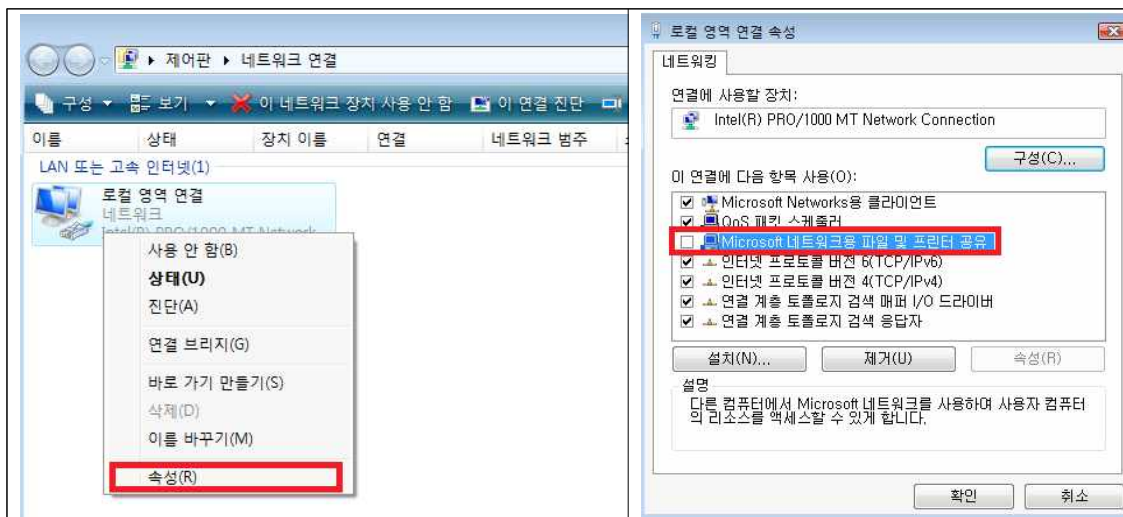 제어판 ▸ 네트워크 연결
구성 보기 이 네트워크 장치 사용 안 함 이 연결 진단
이름 상태 장치 이름 연결 네트워크 범주
LAN 또는 고속 인터넷(1)
로컬 영역 연결
네트워크
Intel(R) PRO/1000 MT Network
사용 안 함(B)
상태(U)
진단(A)
연결 브리지(G)
바로 가기 만들기(S)
삭제(D)
이름 바꾸기(M)
속성(R)
로컬 영역 연결 속성
네트워킹
연결에 사용할 장치:
Intel(R) PRO/1000 MT Network Connection
구성(C)...
이 연결에 다음 항목 사용(O):
Microsoft Networks용 클라이언트
QoS 패킷 스케줄러
Microsoft 네트워크용 파일 및 프린터 공유
인터넷 프로토콜 버전 6(TCP/IPv6)
인터넷 프로토콜 버전 4(TCP/IPv4)
연결 계층 토폴로지 검색 매퍼 I/O 드라이버
연결 계층 토폴로지 검색 응답자
설치(N)... 제거(U) 속성(R)
설명
다른 컴퓨터에서 Microsoft 네트워크를 사용하여 사용자 컴퓨터
의 리소스를 액세스할 수 있게 합니다.
확인 취소